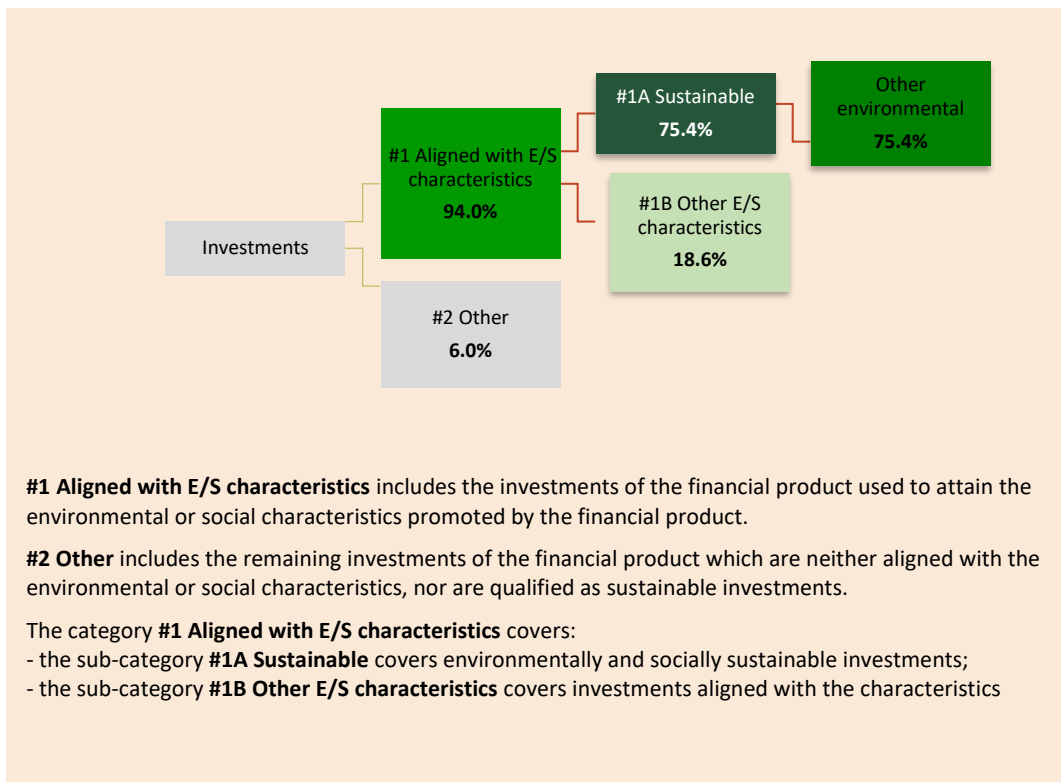 Investments
#1 Aligned with E/S
characteristics
94.0%
#2 Other
6.0%
#1A Sustainable
75.4%
#1B Other E/S
characteristics
18.6%
Other
environmental
75.4%
#1 Aligned with E/S characteristics includes the investments of the financial product used to attain the
environmental or social characteristics promoted by the financial product.
#2 Other includes the remaining investments of the financial product which are neither aligned with the
environmental or social characteristics, nor are qualified as sustainable investments.
The category #1 Aligned with E/S characteristics covers:
- the sub-category #1A Sustainable covers environmentally and socially sustainable investments;
- the sub-category #1B Other E/S characteristics covers investments aligned with the characteristics